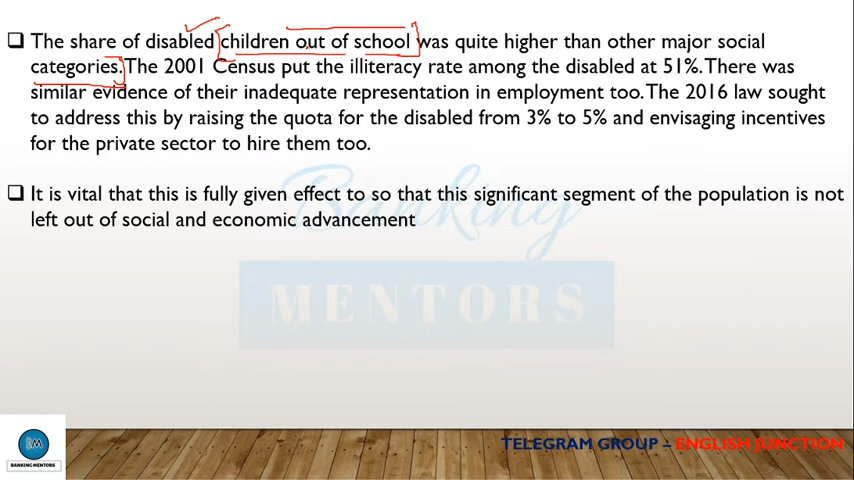 The share of disabled children out of school was quite higher than other major social
categories. The 2001 Census put the illiteracy rate among the disabled at 51%. There was
similar evidence of their inadequate representation in employment too. The 2016 law sought
to address this by raising the quota for the disabled from 3% to 5% and envisaging incentives
for the private sector to hire them too.
It is vital that this is fully given effect to so that this significant segment of the population is not
left out of social and economic advancement
Banking
MENTORS
BM
BANKING MENTORS
TELEGRAM GROUP – ENGLISH JUNCTION